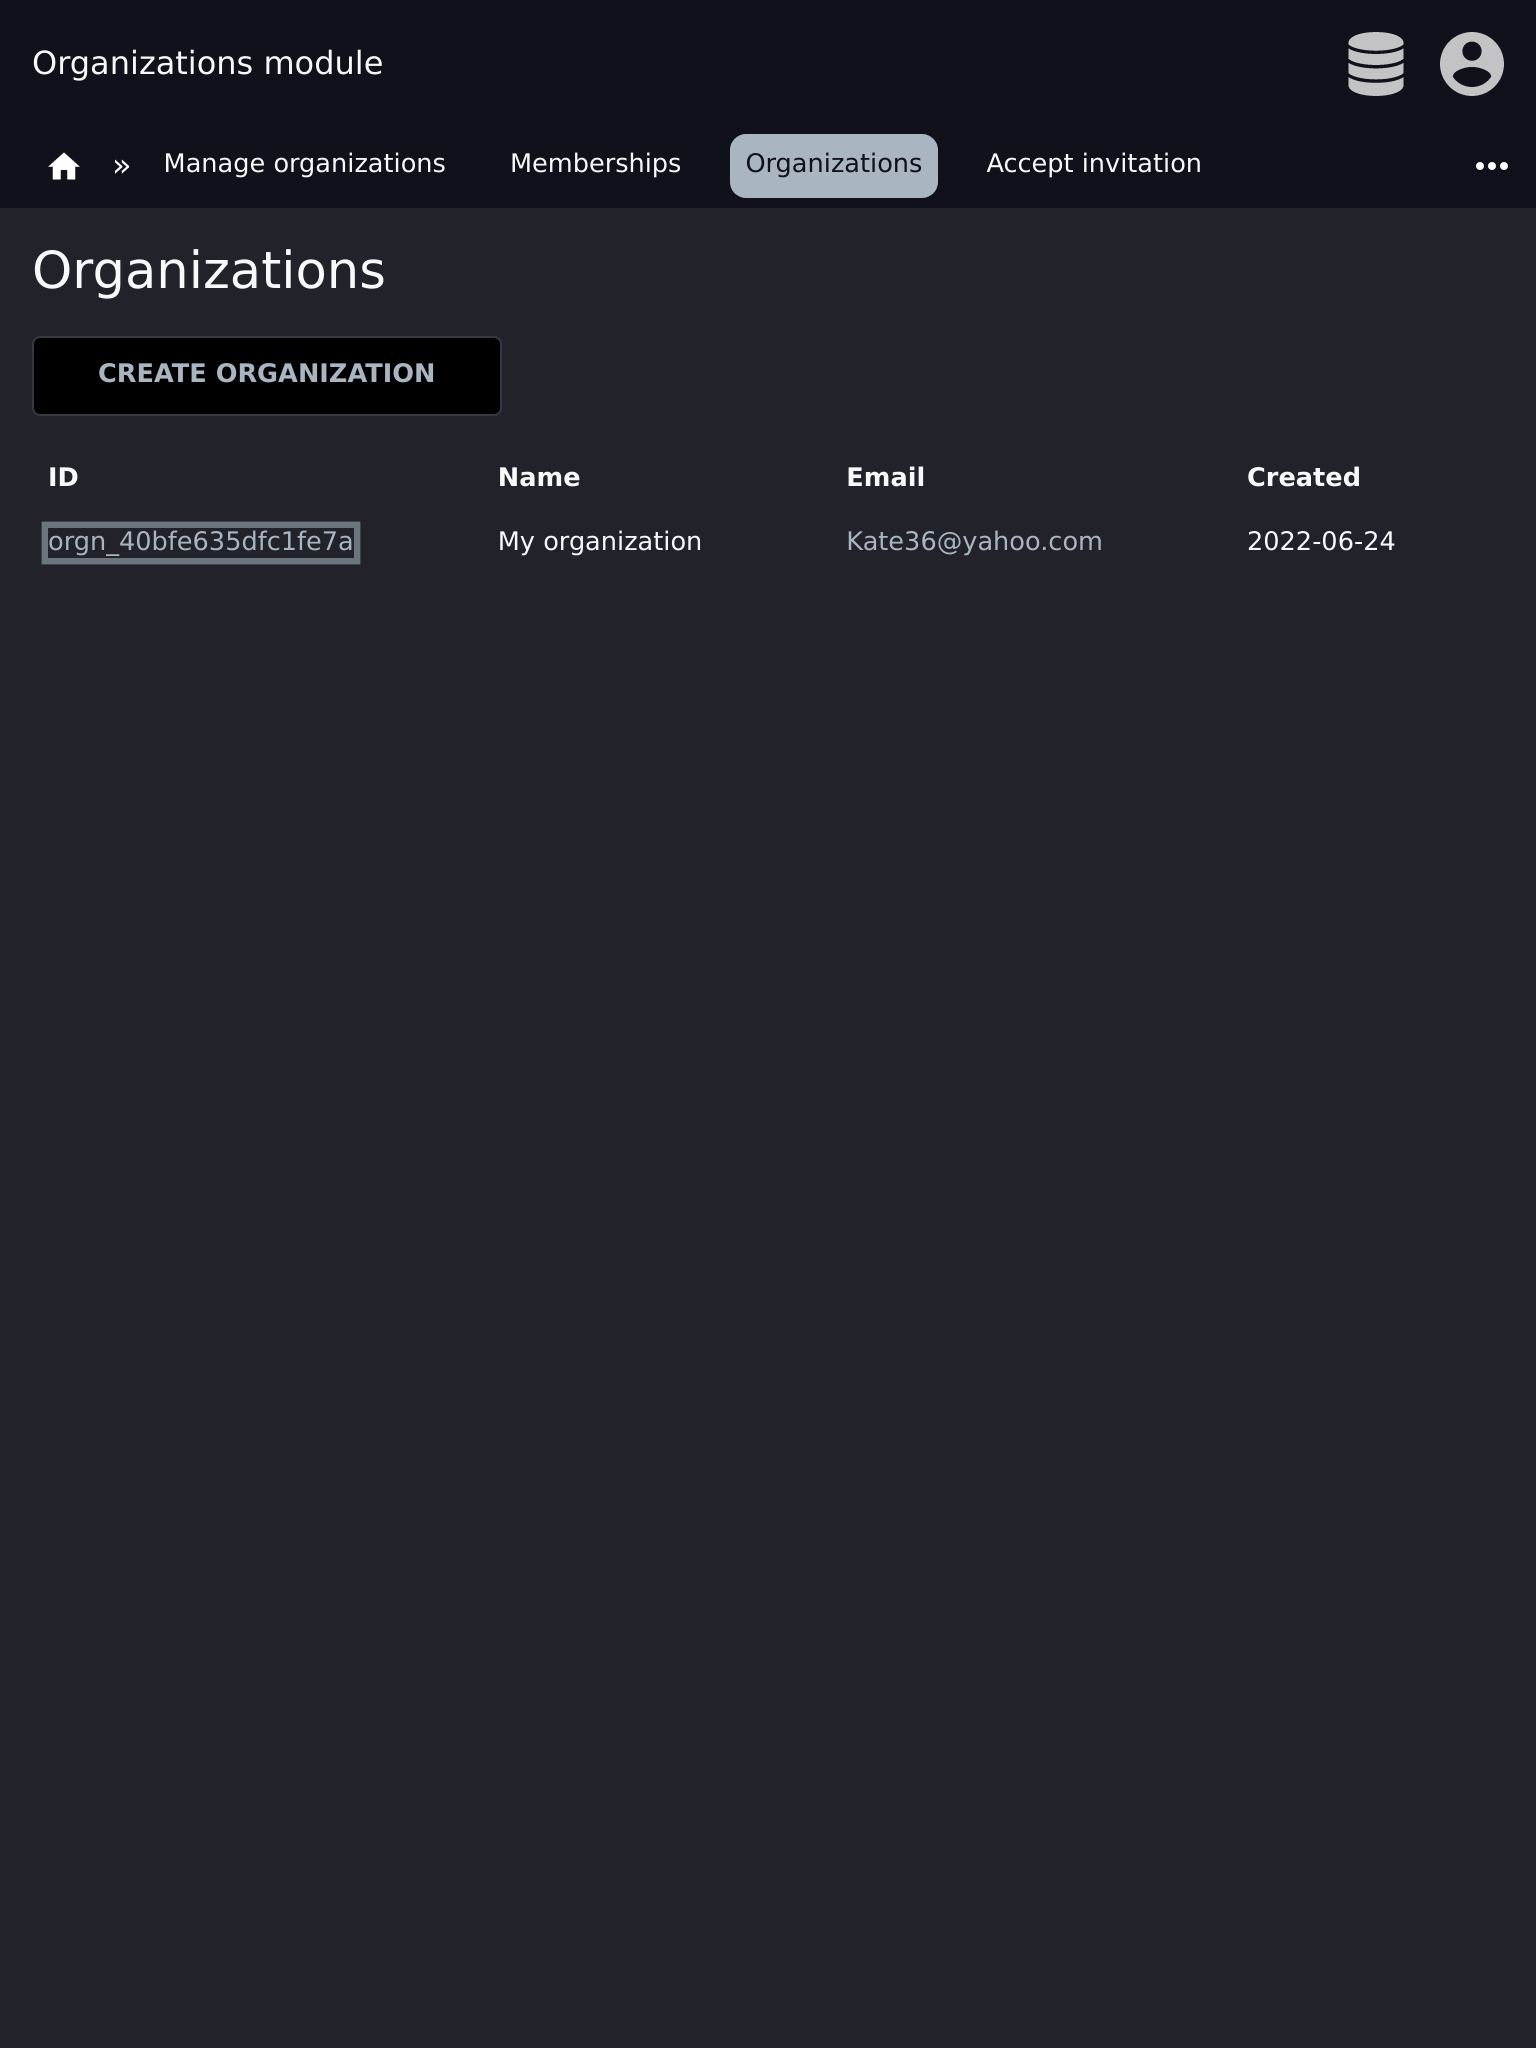 Organizations module
» Manage organizations Memberships Organizations Accept invitation
Organizations
CREATE ORGANIZATION
ID Name Email Created
orgn_40bfe635dfc1fe7a My organization Kate36@yahoo.com 2022-06-24